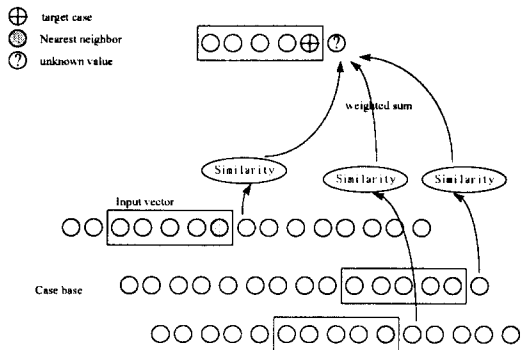 target case
Nearest neighbor
? unknown value
?
weighted sum
Similarity
Similarity
Similarity
Input vector
Case base